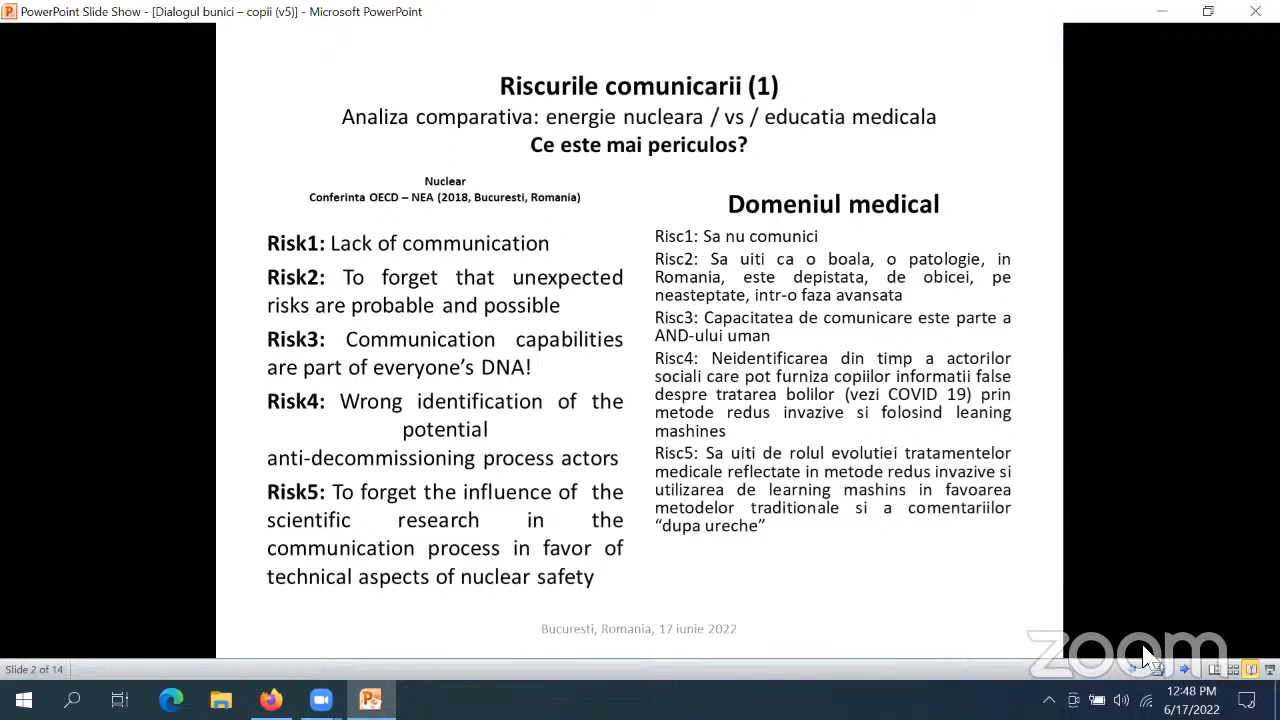 PowerPoint Slide Show - [Dialogul bunici – copii (v5)] - Microsoft PowerPoint
Riscurile comunicarii (1)
Analiza comparativa: energie nucleara / vs / educatia medicala
Ce este mai periculos?
Nuclear
Conferinta OECD – NEA (2018, Bucuresti, Romania)
Risk1: Lack of communication
Risk2: To forget that unexpected
risks are probable and possible
Risk3: Communication capabilities
are part of everyone’s DNA!
Risk4: Wrong identification of the
potential
anti-decommissioning process actors
Risk5: To forget the influence of the
scientific research in the
communication process in favor of
technical aspects of nuclear safety
Domeniul medical
Risc1: Sa nu comunici
Risc2: Sa uiti ca o boala, o patologie, in
Romania, este depistata, de obicei, pe
neasteptate, intr-o faza avansata
Risc3: Capacitatea de comunicare este parte a
AND-ului uman
Risc4: Neidentificarea din timp a actorilor
sociali care pot furniza copiilor informatii false
despre tratarea bolilor (vezi COVID 19) prin
metode redus invazive si folosind leaning
mashines
Risc5: Sa uiti de rolul evolutiei tratamentelor
medicale reflectate in metode redus invazive si
utilizarea de learning mashins in favoarea
metodelor traditionale si a comentariilor
“dupa ureche”
Bucuresti, Romania, 17 iunie 2022
zoom
Slide 2 of 14
12:48 PM
6/17/2022